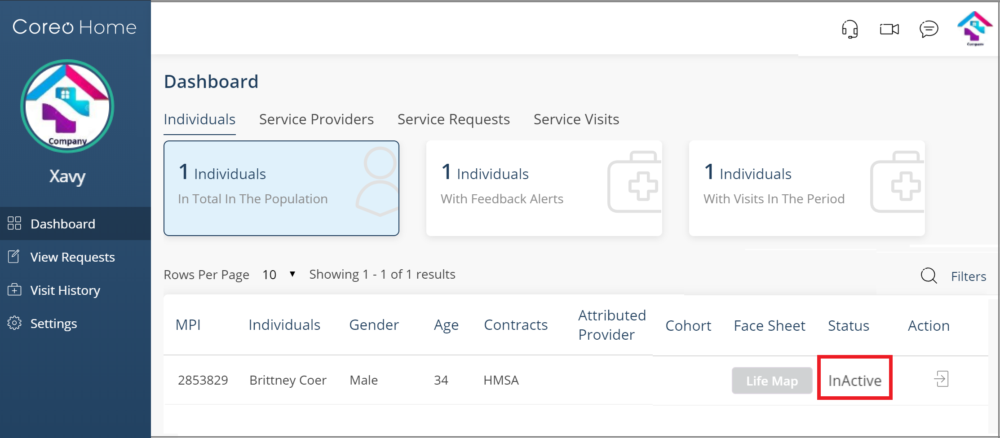 Coreo Home
Company
Xavy
Dashboard
View Requests
Visit History
Settings
Company
Dashboard
Individuals Service Providers Service Requests Service Visits
1 Individuals
In Total In The Population
1 Individuals
With Feedback Alerts
1 Individuals
With Visits In The Period
Rows Per Page 10 ▼ Showing 1 - 1 of 1 results
Filters
MPI Individuals Gender Age Contracts Attributed Provider Cohort Face Sheet Status Action
2853829 Brittney Coer Male 34 HMSA Life Map InActive